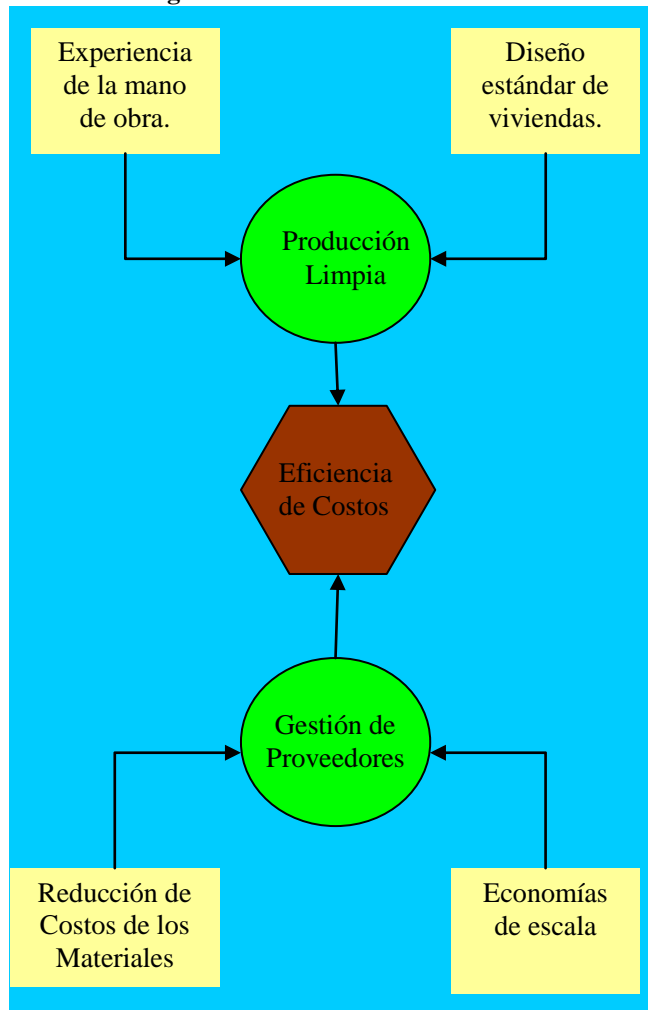 Experiencia
de la mano
de obra.
Diseño
estándar de
viviendas.
Producción
Limpia
Eficiencia
de Costos
Gestión de
Proveedores
Reducción de
Costos de los
Materiales
Economías
de escala